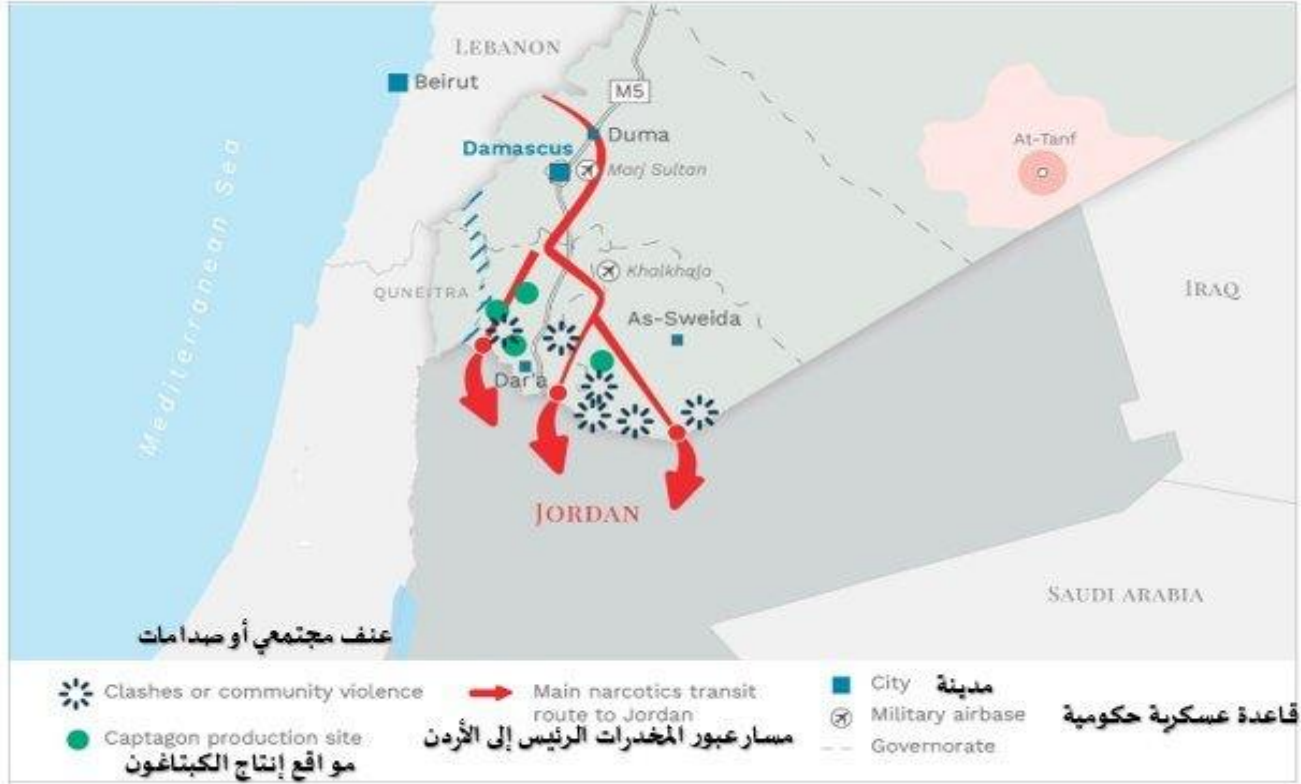 LEBANON
Beirut
M5
Duma
Damascus
Marj Sultan
At-Tanf
Mediterranean Sea
Khalkhala
QUNEITRA
IRAQ
As-Sweida
Dar'a
JORDAN
SAUDI ARABIA
عنف مجتمعي أو صدامات
Clashes or community violence
Captagon production site
مواقع إنتاج الكبتاغون
Main narcotics transit
route to Jordan
مسار عبور المخدرات الرئيس إلى الأردن
City مدينة
Military airbase قاعدة عسكرية حكومية
Governorate